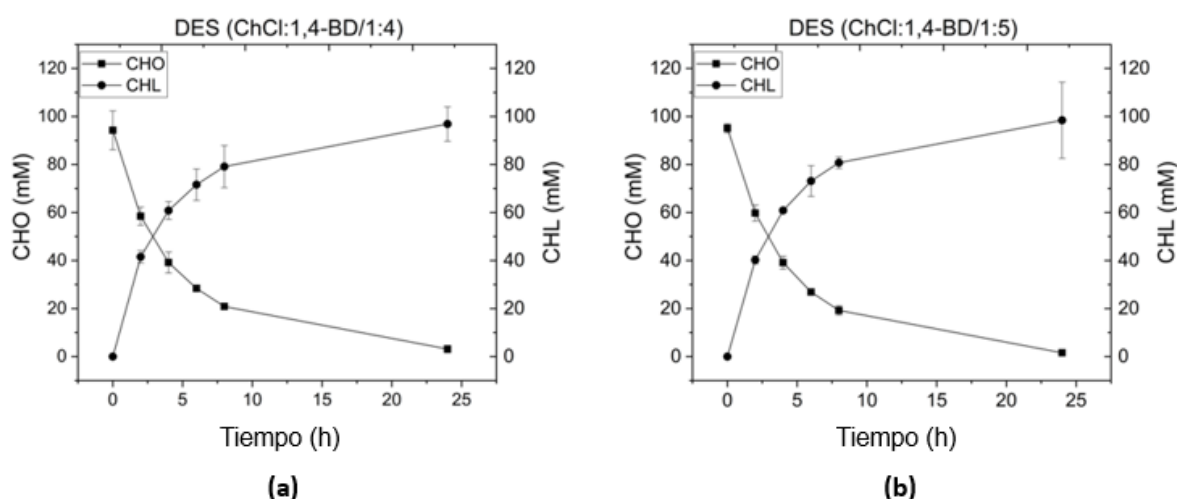 DES (ChCl:1,4-BD/1:4)
CHO
CHL
120
100
80
60
40
20
0
CHO (mM)
120
100
80
60
40
20
0
CHL (mM)
0 5 10 15 20 25
Tiempo (h)
(a)
DES (ChCl:1,4-BD/1:5)
CHO
CHL
120
100
80
60
40
20
0
CHO (mM)
120
100
80
60
40
20
0
CHL (mM)
0 5 10 15 20 25
Tiempo (h)
(b)